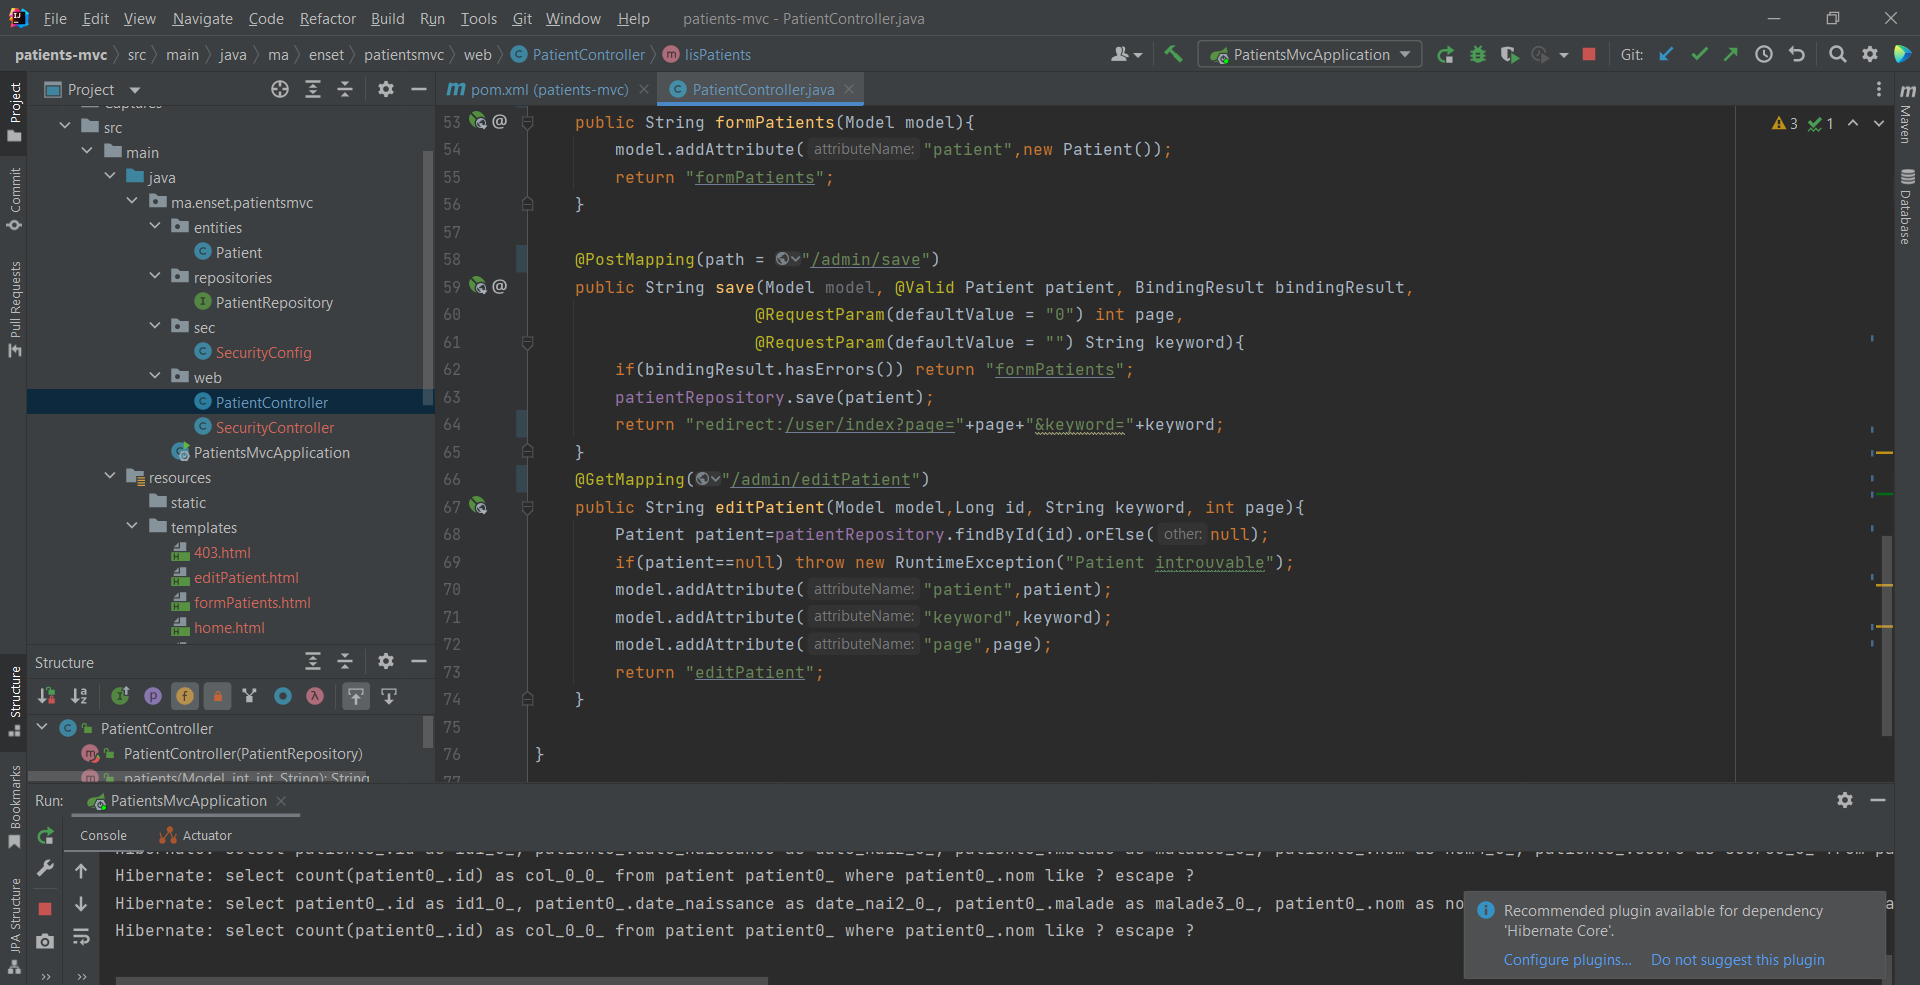 File Edit View Navigate Code Refactor Build Run Tools Git Window Help patients-mvc - PatientController.java
patients-mvc src main java ma enset patientsmvc web PatientController lisPatients
PatientsMvcApplication Git:
Project
pom.xml (patients-mvc) PatientController.java
src
main
java
ma.enset.patientsmvc
entities
Patient
repositories
PatientRepository
sec
SecurityConfig
web
PatientController
SecurityController
PatientsMvcApplication
resources
static
templates
403.html
editPatient.html
formPatients.html
home.html
Structure
PatientController
PatientController(PatientRepository)
patients(Model, int, int, String): String
Project
Commit
Pull Requests
Structure
Bookmarks
JPA Structure
Maven
Database
3 1
53 public String formPatients(Model model){
54 model.addAttribute( attributeName: "patient",new Patient());
55 return "formPatients";
56 }
57
58 @PostMapping(path = "/admin/save")
59 public String save(Model model, @Valid Patient patient, BindingResult bindingResult,
60 @RequestParam(defaultValue = "0") int page,
61 @RequestParam(defaultValue = "") String keyword){
62 if(bindingResult.hasErrors()) return "formPatients";
63 patientRepository.save(patient);
64 return "redirect:/user/index?page="+page+"&keyword="+keyword;
65 }
66 @GetMapping("/admin/editPatient")
67 public String editPatient(Model model,Long id, String keyword, int page){
68 Patient patient=patientRepository.findById(id).orElse( other: null);
69 if(patient==null) throw new RuntimeException("Patient introuvable");
70 model.addAttribute( attributeName: "patient",patient);
71 model.addAttribute( attributeName: "keyword",keyword);
72 model.addAttribute( attributeName: "page",page);
73 return "editPatient";
74 }
75
76 }
77
Run: PatientsMvcApplication
Console Actuator
Hibernate: select count(patient0_.id) as col_0_0_ from patient patient0_ where patient0_.nom like ? escape ?
Hibernate: select patient0_.id as id1_0_, patient0_.date_naissance as date_nai2_0_, patient0_.malade as malade3_0_, patient0_.nom as no
Hibernate: select count(patient0_.id) as col_0_0_ from patient patient0_ where patient0_.nom like ? escape ?
Recommended plugin available for dependency
'Hibernate Core'.
Configure plugins... Do not suggest this plugin